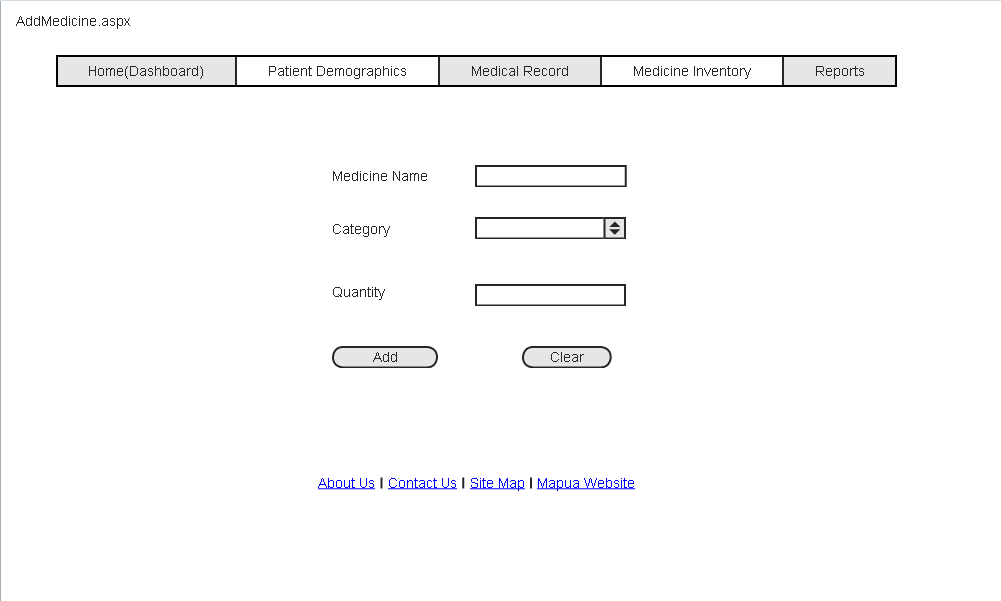 AddMedicine.aspx
Home(Dashboard) Patient Demographics Medical Record Medicine Inventory Reports
Medicine Name
Category
Quantity
Add Clear
About Us | Contact Us | Site Map | Mapua Website